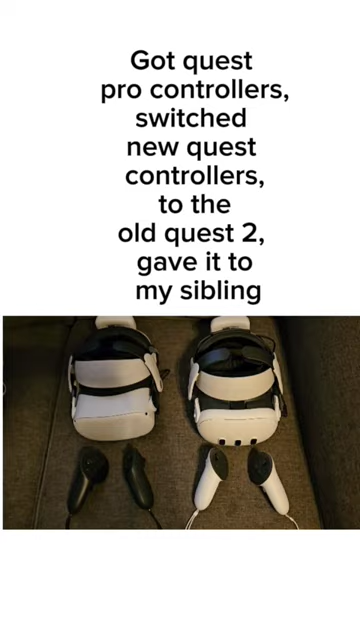 Got quest
pro controllers,
switched
new quest
controllers,
to the
old quest 2,
gave it to
my sibling